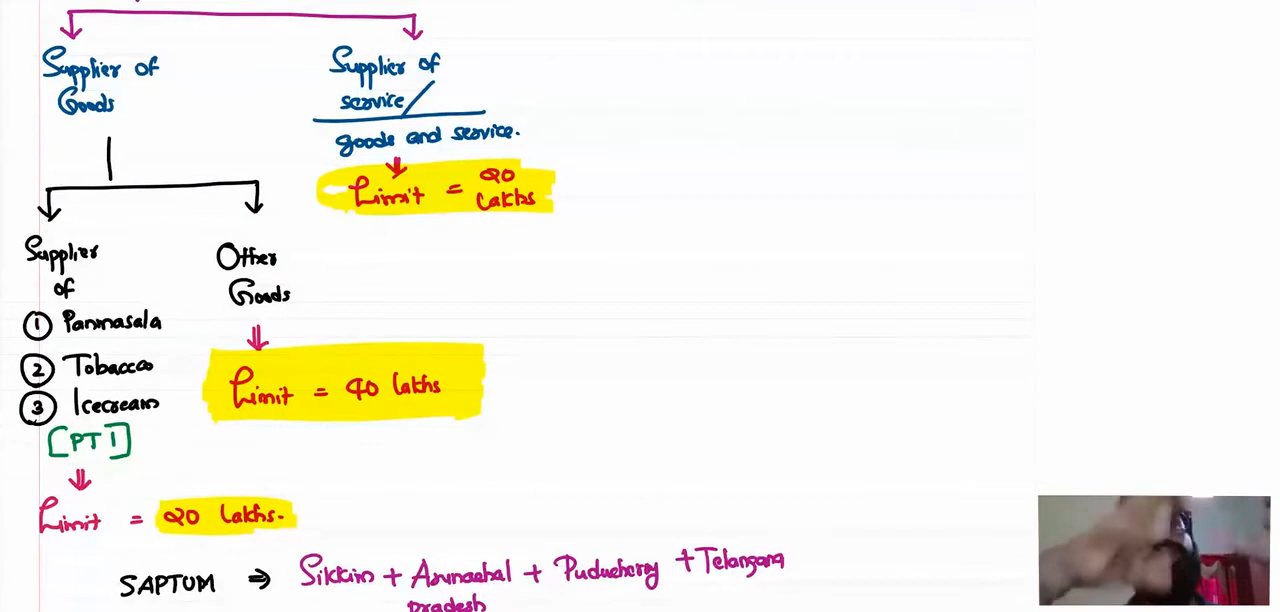 Supplier of
Goods
Supplier of
service/
goods and service.
Limit = 20
Lakhs
Supplier
of
① Panmasala
② Tobacco
③ Icecream
[PTI]
Limit = 20 Lakhs.
Other
Goods
Limit = 40 Lakhs
SAPTUM ⇒ Sikkim + Arunachal + Puducherry + Telangana
pradesh